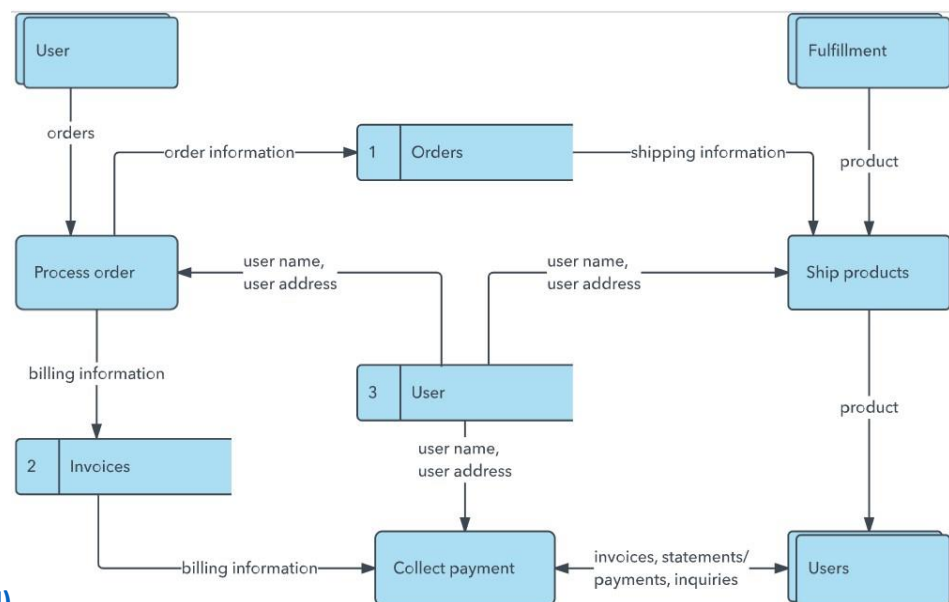 User
Fulfillment
orders
order information
1 Orders
shipping information
product
Process order
user name,
user address
user name,
user address
Ship products
billing information
3 User
product
2 Invoices
user name,
user address
billing information
Collect payment
invoices, statements/
payments, inquiries
Users